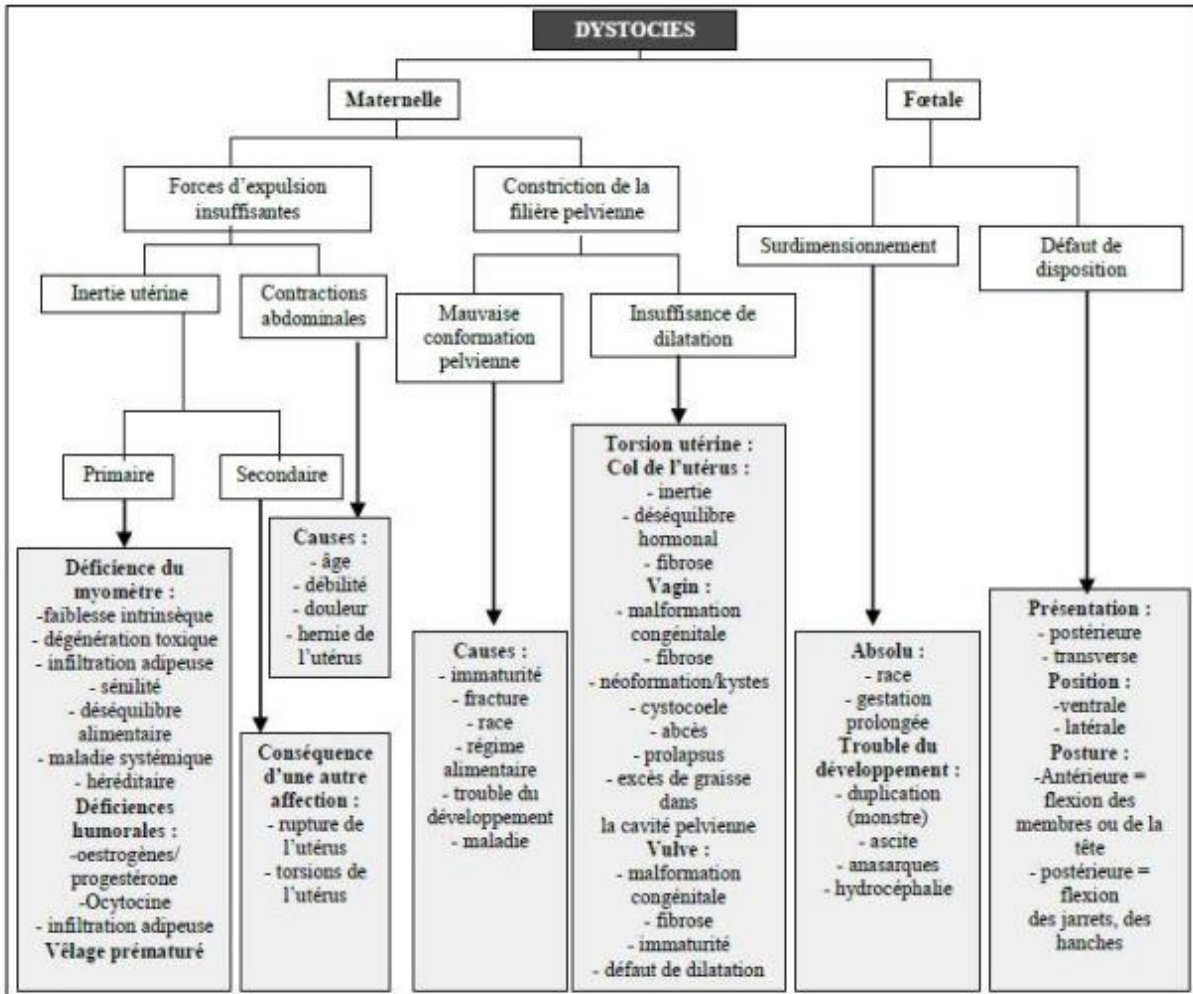 DYSTOCIES
Maternelle
Fœtale
Forces d'expulsion
insuffisantes
Constriction de la
filière pelvienne
Surdimensionnement
Défaut de
disposition
Inertie utérine
Contractions
abdominales
Mauvaise
conformation
pelvienne
Insuffisance de
dilatation
Primaire
Secondaire
Déficience du
myomètre :
-faiblesse intrinsèque
- dégénération toxique
- infiltration adipeuse
- sénilité
- déséquilibre
alimentaire
- maladie systémique
- héréditaire
Déficiences
humorales :
-oestrogènes/
progestérone
-Ocytocine
- infiltration adipeuse
Vêlage prématuré
Conséquence
d'une autre
affection :
- rupture de
l'utérus
- torsions de
l'utérus
Causes :
- âge
- débilité
- douleur
- hernie de
l'utérus
Causes :
- immaturité
- fracture
- race
- régime
alimentaire
- trouble du
développement
- maladie
Torsion utérine :
Col de l'utérus :
- inertie
- déséquilibre
hormonal
- fibrose
Vagin :
- malformation
congénitale
- fibrose
- néoformation/kystes
- cystocoele
- abcès
- prolapsus
- excès de graisse
dans
la cavité pelvienne
Vulve :
- malformation
congénitale
- fibrose
- immaturité
- défaut de dilatation
Absolu :
- race
- gestation
prolongée
Trouble du
développement :
- duplication
(monstre)
- ascite
- anasarques
- hydrocéphalie
Présentation :
- postérieure
- transverse
Position :
-ventrale
- latérale
Posture :
-Antérieure =
flexion des
membres ou de la
tête
- postérieure =
flexion
des jarrets, des
hanches